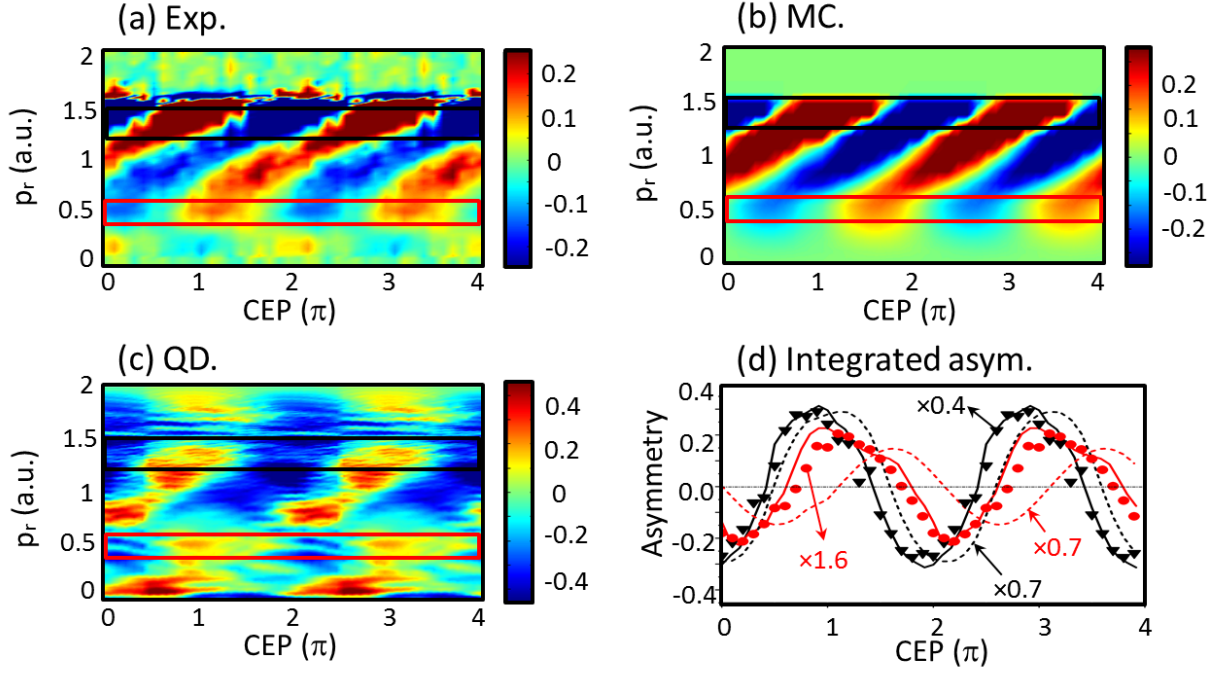 (a) Exp.
2
1.5
1
0.5
0
pr (a.u.)
0 1 2 3 4
CEP (π)
0.2
0.1
0
-0.1
-0.2
(b) MC.
2
1.5
1
0.5
0
pr (a.u.)
0 1 2 3 4
CEP (π)
0.2
0.1
0
-0.1
-0.2
(c) QD.
2
1.5
1
0.5
0
pr (a.u.)
0 1 2 3 4
CEP (π)
0.4
0.2
0
-0.2
-0.4
(d) Integrated asym.
0.4
0.2
0.0
-0.2
-0.4
Asymmetry
×0.4
×1.6
×0.7
×0.7
0 1 2 3 4
CEP (π)